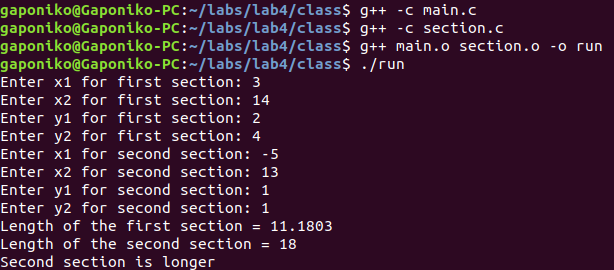 gaponiko@Gaponiko-PC:~/labs/lab4/class$ g++ -c main.c
gaponiko@Gaponiko-PC:~/labs/lab4/class$ g++ -c section.c
gaponiko@Gaponiko-PC:~/labs/lab4/class$ g++ main.o section.o -o run
gaponiko@Gaponiko-PC:~/labs/lab4/class$ ./run
Enter x1 for first section: 3
Enter x2 for first section: 14
Enter y1 for first section: 2
Enter y2 for first section: 4
Enter x1 for second section: -5
Enter x2 for second section: 13
Enter y1 for second section: 1
Enter y2 for second section: 1
Length of the first section = 11.1803
Length of the second section = 18
Second section is longer